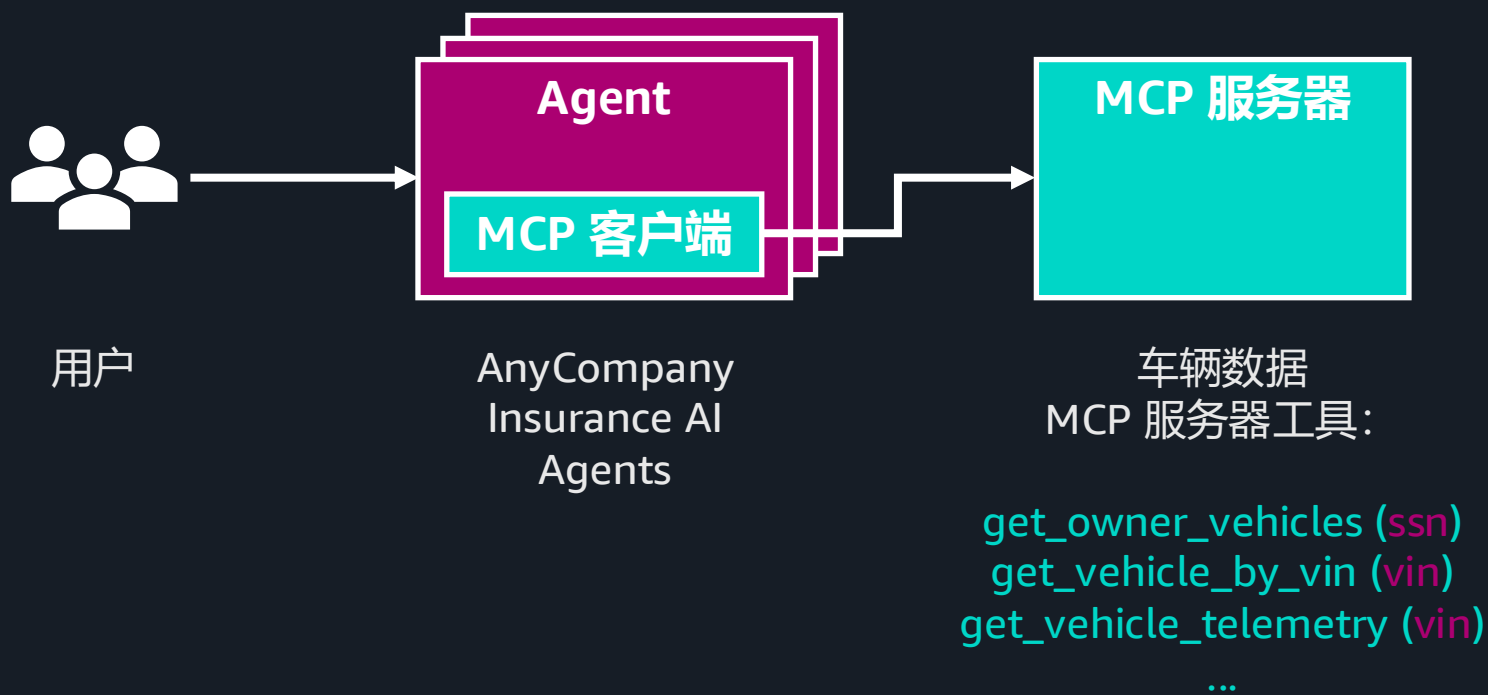 Agent
MCP 客户端
MCP 服务器
用户
AnyCompany
Insurance AI
Agents
车辆数据
MCP 服务器工具：
get_owner_vehicles (ssn)
get_vehicle_by_vin (vin)
get_vehicle_telemetry (vin)
...